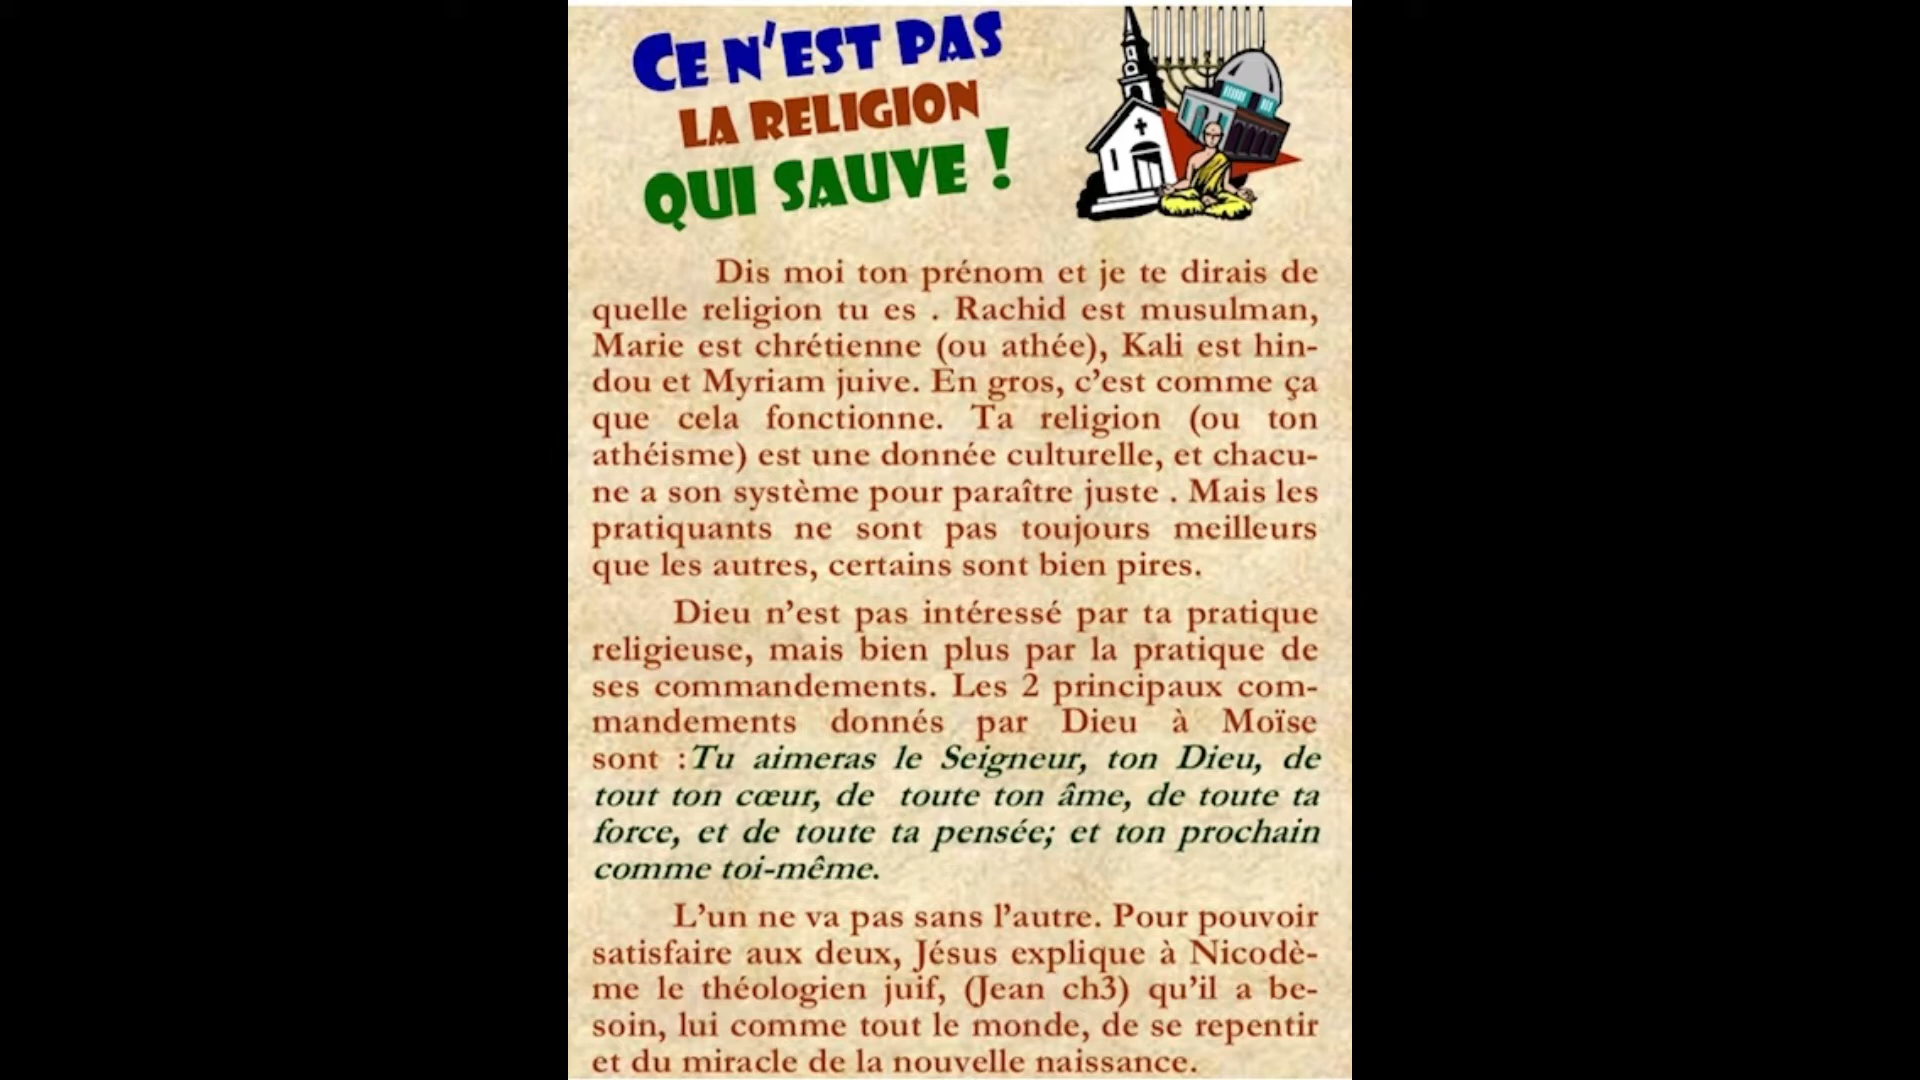 CE N'EST PAS
LA RELIGION
QUI SAUVE !
Dis moi ton prénom et je te dirais de
quelle religion tu es . Rachid est musulman,
Marie est chrétienne (ou athée), Kali est hin-
dou et Myriam juive. En gros, c'est comme ça
que cela fonctionne. Ta religion (ou ton
athéisme) est une donnée culturelle, et chacu-
ne a son système pour paraître juste . Mais les
pratiquants ne sont pas toujours meilleurs
que les autres, certains sont bien pires.
Dieu n'est pas intéressé par ta pratique
religieuse, mais bien plus par la pratique de
ses commandements. Les 2 principaux com-
mandements donnés par Dieu à Moïse
sont :Tu aimeras le Seigneur, ton Dieu, de
tout ton cœur, de toute ton âme, de toute ta
force, et de toute ta pensée; et ton prochain
comme toi-même.
L'un ne va pas sans l'autre. Pour pouvoir
satisfaire aux deux, Jésus explique à Nicodè-
me le théologien juif, (Jean ch3) qu'il a be-
soin, lui comme tout le monde, de se repentir
et du miracle de la nouvelle naissance.